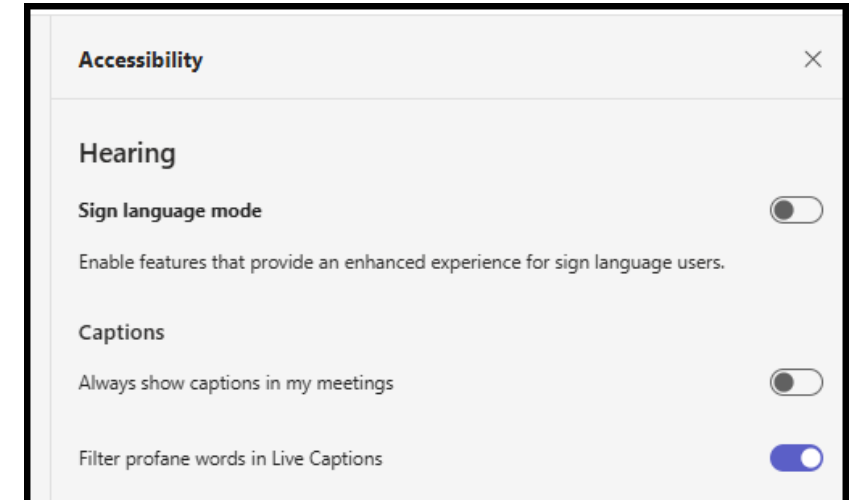 Accessibility
Hearing
Sign language mode
Enable features that provide an enhanced experience for sign language users.
Captions
Always show captions in my meetings
Filter profane words in Live Captions